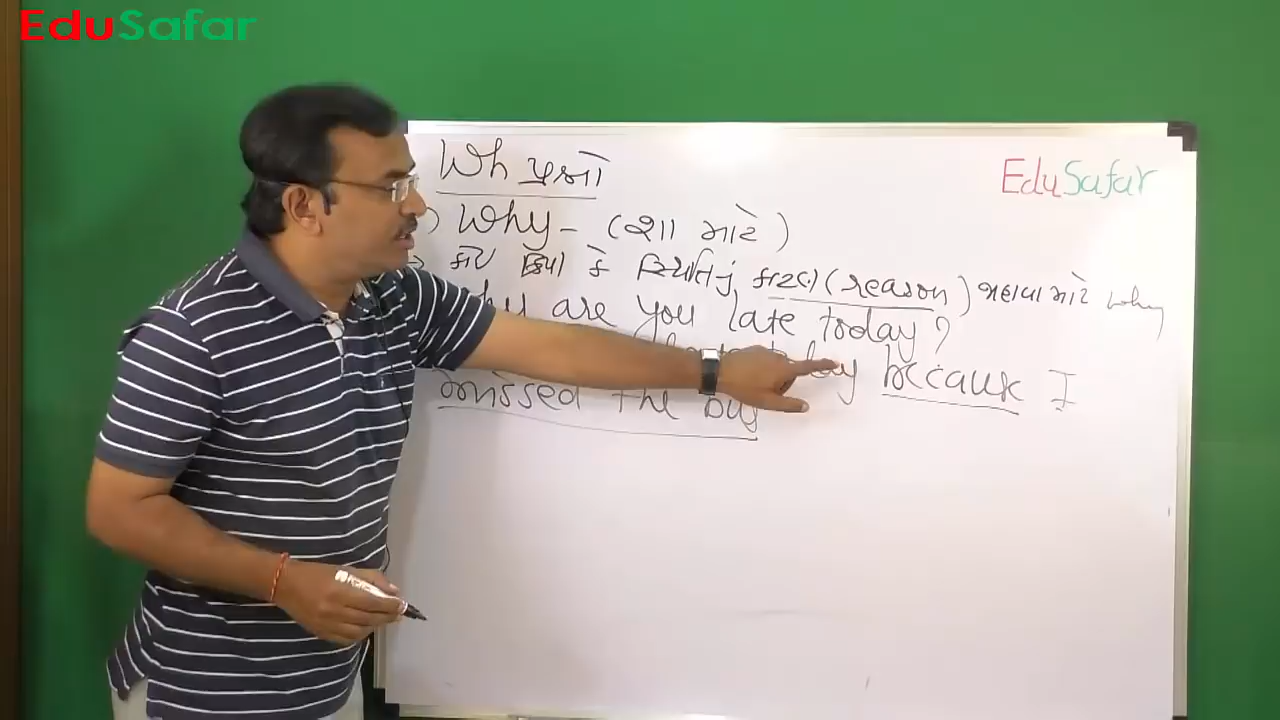 EduSafar
Wh પ્રશ્નો
EduSafar
Why - (શા માટે)
કોઈ ક્રિયા કે સ્થિતિનું કારણ (reason) જાણવા માટે Why
are you late today?
because I
missed the bus